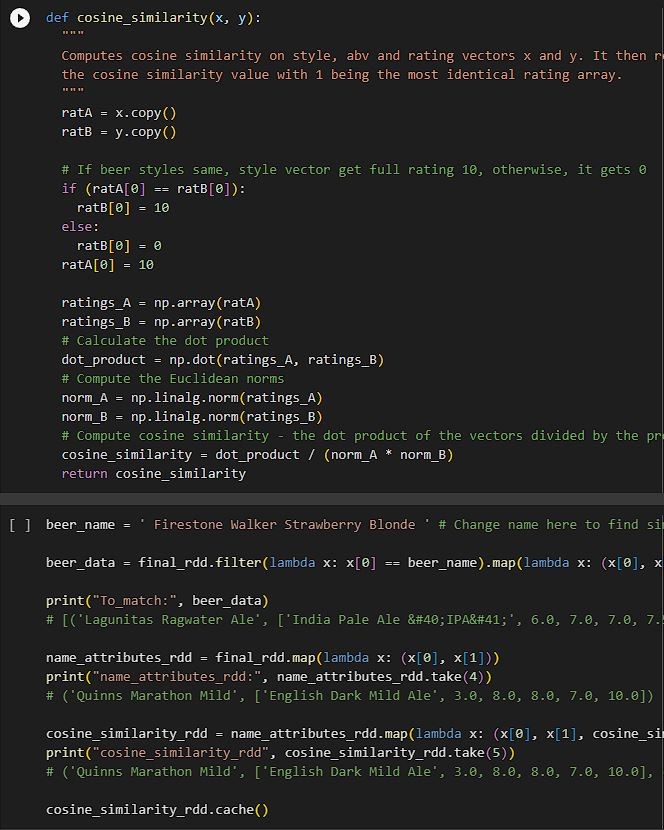 def cosine_similarity(x, y):
"""
Computes cosine similarity on style, abv and rating vectors x and y. It then
the cosine similarity value with 1 being the most identical rating array.
"""
ratA = x.copy()
ratB = y.copy()
# If beer styles same, style vector get full rating 10, otherwise, it gets 0
if (ratA[0] == ratB[0]):
ratB[0] = 10
else:
ratB[0] = 0
ratA[0] = 10
ratings_A = np.array(ratA)
ratings_B = np.array(ratB)
# Calculate the dot product
dot_product = np.dot(ratings_A, ratings_B)
# Compute the Euclidean norms
norm_A = np.linalg.norm(ratings_A)
norm_B = np.linalg.norm(ratings_B)
# Compute cosine similarity - the dot product of the vectors divided by the
cosine_similarity = dot_product / (norm_A * norm_B)
return cosine_similarity
[ ] beer_name = ' Firestone Walker Strawberry Blonde ' # Change name here to find
beer_data = final_rdd.filter(lambda x: x[0] == beer_name).map(lambda x: (x[0], x
print("To_match:", beer_data)
# [('Lagunitas Ragwater Ale', ['India Pale Ale &#40;IPA&#41;', 6.0, 7.0, 7.0, 7.
name_attributes_rdd = final_rdd.map(lambda x: (x[0], x[1]))
print("name_attributes_rdd:", name_attributes_rdd.take(4))
# ('Quinns Marathon Mild', ['English Dark Mild Ale', 3.0, 8.0, 8.0, 7.0, 10.0])
cosine_similarity_rdd = name_attributes_rdd.map(lambda x: (x[0], x[1], cosine_si
print("cosine_similarity_rdd", cosine_similarity_rdd.take(5))
# ('Quinns Marathon Mild', ['English Dark Mild Ale', 3.0, 8.0, 8.0, 7.0, 10.0],
cosine_similarity_rdd.cache()